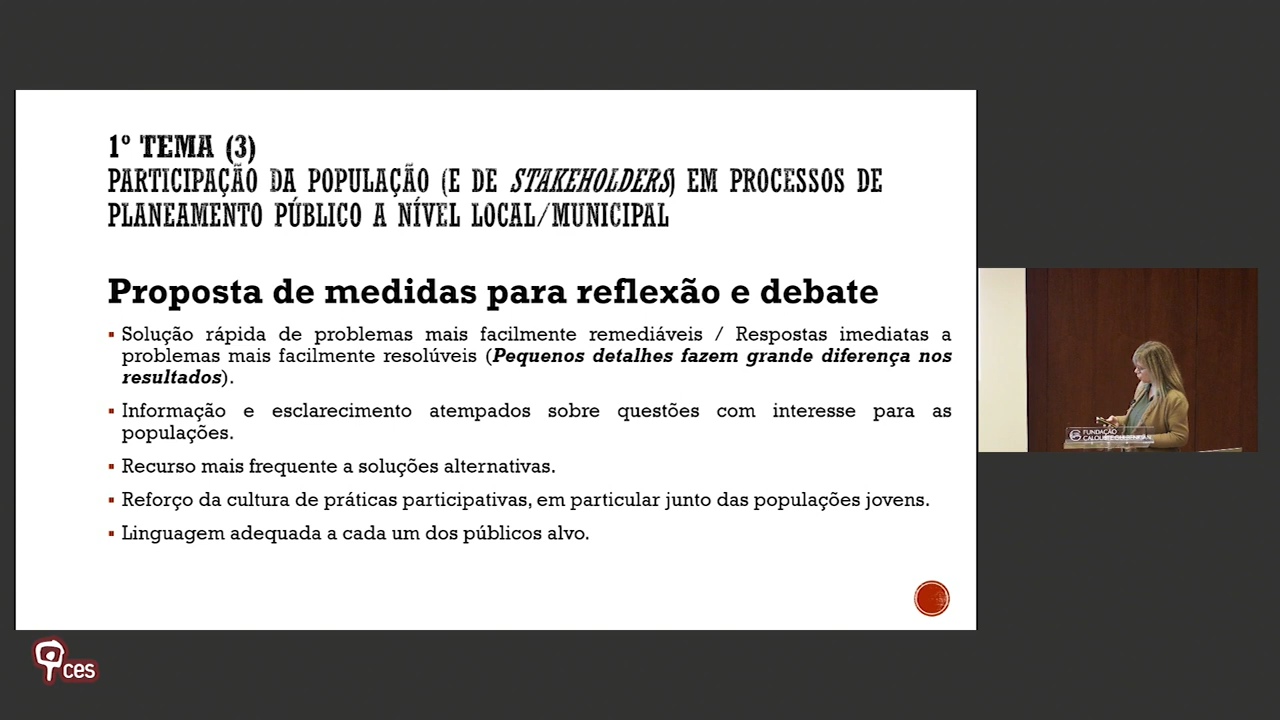 1º TEMA (3)
PARTICIPAÇÃO DA POPULAÇÃO (E DE STAKEHOLDERS) EM PROCESSOS DE
PLANEAMENTO PÚBLICO A NÍVEL LOCAL/MUNICIPAL
Proposta de medidas para reflexão e debate
▪ Solução rápida de problemas mais facilmente remediáveis / Respostas imediatas a
problemas mais facilmente resolúveis (Pequenos detalhes fazem grande diferença nos
resultados).
▪ Informação e esclarecimento atempados sobre questões com interesse para as
populações.
▪ Recurso mais frequente a soluções alternativas.
▪ Reforço da cultura de práticas participativas, em particular junto das populações jovens.
▪ Linguagem adequada a cada um dos públicos alvo.
FUNDAÇÃO
CALOUSTE GULBENKIAN
ces